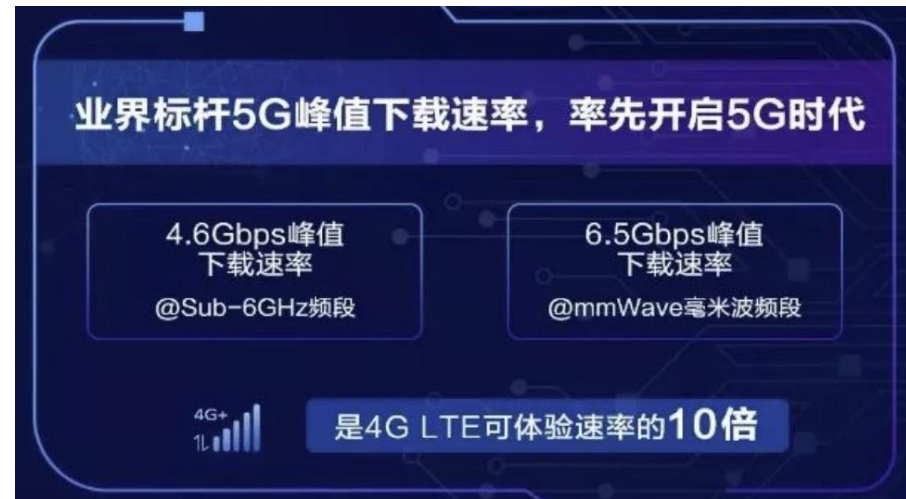 业界标杆5G峰值下载速率，率先开启5G时代
4.6Gbps峰值
下载速率
@Sub-6GHz频段
6.5Gbps峰值
下载速率
@mmWave毫米波频段
4G+
是4G LTE可体验速率的10倍